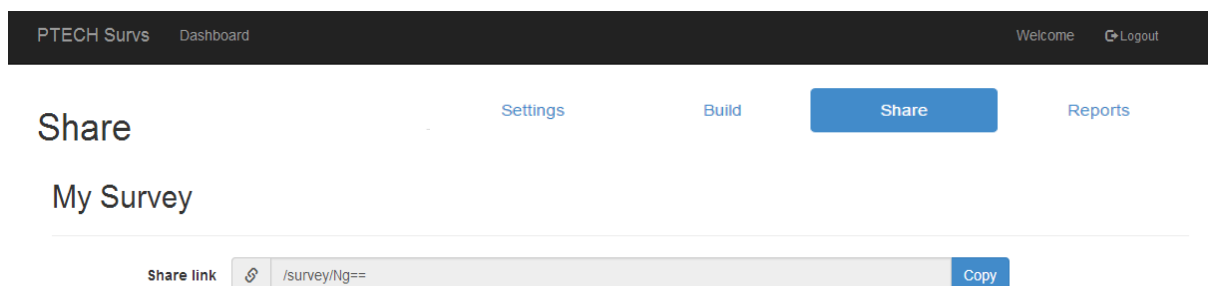 PTECH Survs Dashboard Welcome Logout
Share Settings Build Share Reports
My Survey
Share link /survey/Ng== Copy